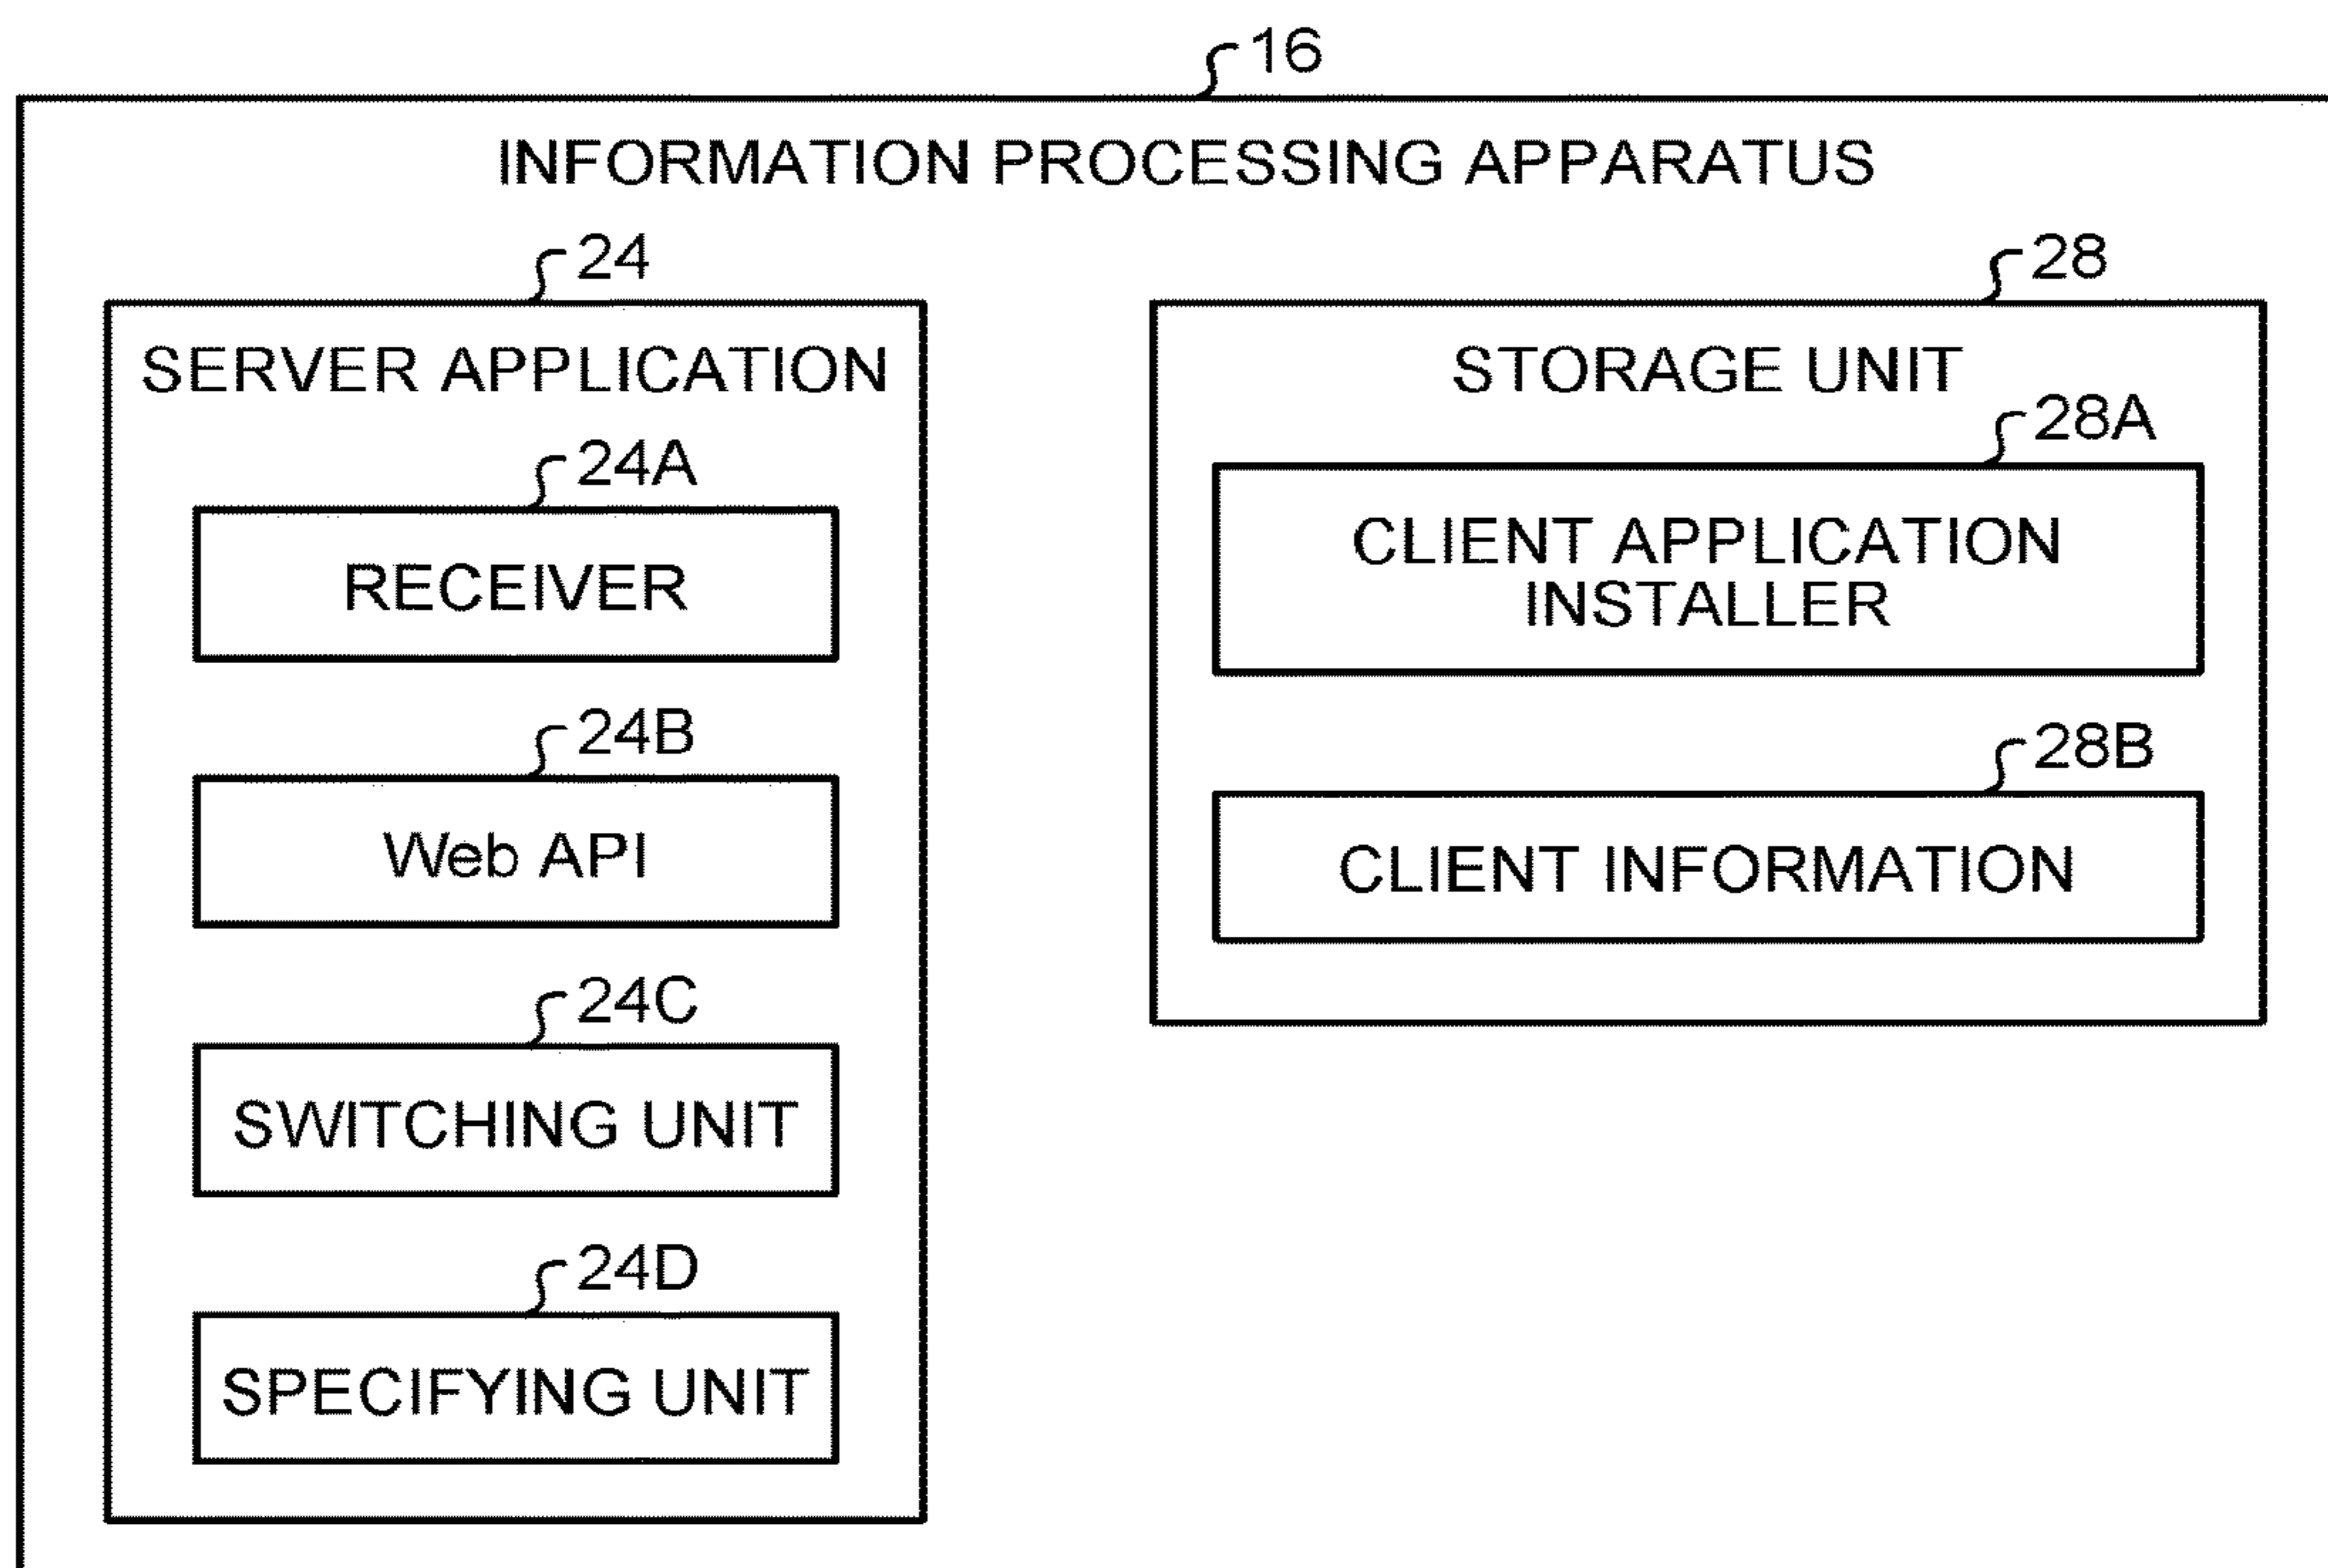 16
INFORMATION PROCESSING APPARATUS
24
SERVER APPLICATION
24A
RECEIVER
24B
Web API
24C
SWITCHING UNIT
24D
SPECIFYING UNIT
28
STORAGE UNIT
28A
CLIENT APPLICATION
INSTALLER
28B
CLIENT INFORMATION